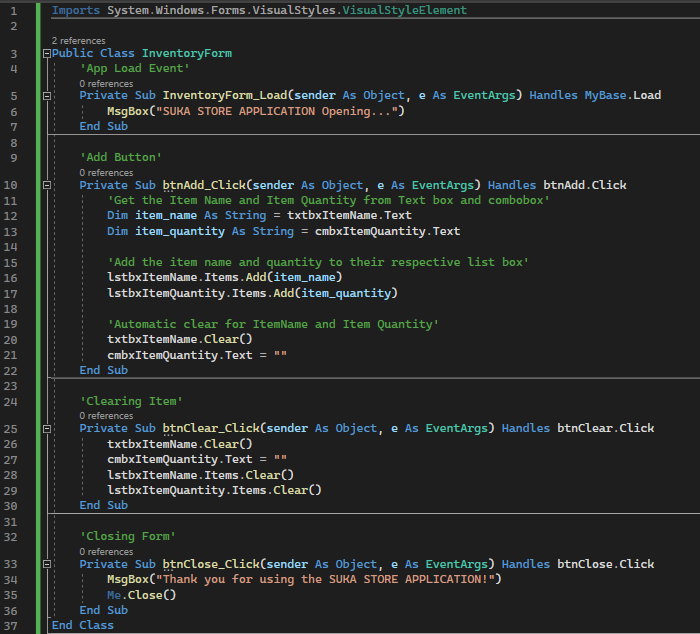 1 Imports System.Windows.Forms.VisualStyles.VisualStyleElement
2
2 references
3 Public Class InventoryForm
4 'App Load Event'
0 references
5 Private Sub InventoryForm_Load(sender As Object, e As EventArgs) Handles MyBase.Load
6 MsgBox("SUKA STORE APPLICATION Opening...")
7 End Sub
8
9 'Add Button'
0 references
10 Private Sub btnAdd_Click(sender As Object, e As EventArgs) Handles btnAdd.Click
11 'Get the Item Name and Item Quantity from Text box and combobox'
12 Dim item_name As String = txtbxItemName.Text
13 Dim item_quantity As String = cmbxItemQuantity.Text
14
15 'Add the item name and quantity to their respective list box'
16 lstbxItemName.Items.Add(item_name)
17 lstbxItemQuantity.Items.Add(item_quantity)
18
19 'Automatic clear for ItemName and Item Quantity'
20 txtbxItemName.Clear()
21 cmbxItemQuantity.Text = ""
22 End Sub
23
24 'Clearing Item'
0 references
25 Private Sub btnClear_Click(sender As Object, e As EventArgs) Handles btnClear.Click
26 txtbxItemName.Clear()
27 cmbxItemQuantity.Text = ""
28 lstbxItemName.Items.Clear()
29 lstbxItemQuantity.Items.Clear()
30 End Sub
31
32 'Closing Form'
0 references
33 Private Sub btnClose_Click(sender As Object, e As EventArgs) Handles btnClose.Click
34 MsgBox("Thank you for using the SUKA STORE APPLICATION!")
35 Me.Close()
36 End Sub
37 End Class